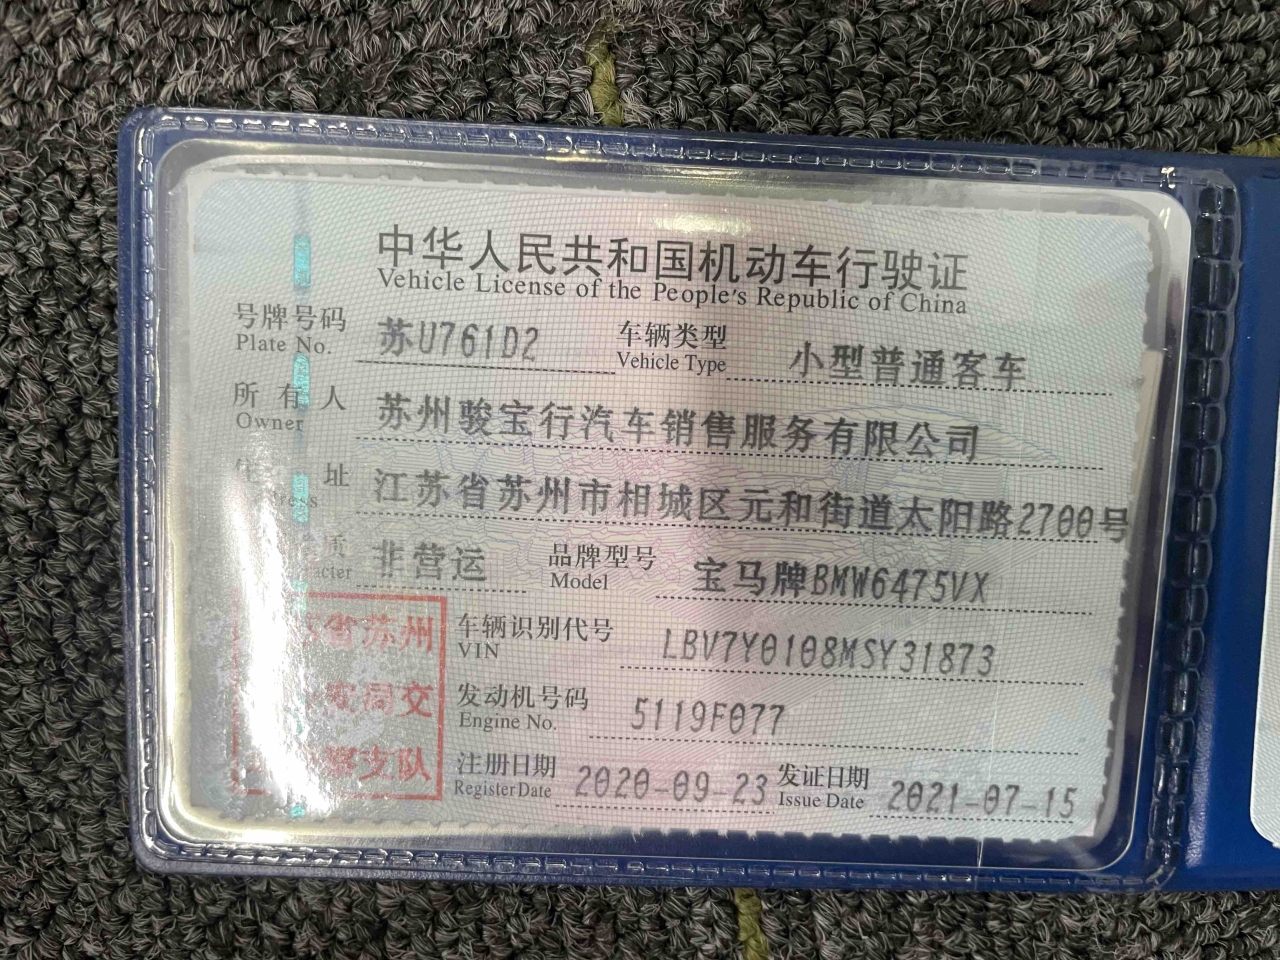 中华人民共和国机动车行驶证
Vehicle License of the People's Republic of China
号牌号码 苏U761D2 车辆类型 小型普通客车
Plate No. Vehicle Type
所有人 苏州骏宝行汽车销售服务有限公司
Owner
址 江苏省苏州市相城区元和街道太阳路2700号
质 非营运 品牌型号 宝马牌BMW6475VX
Model
车辆识别代号 LBV7Y0108MSY31873
VIN
发动机号码 5119F077
Engine No.
注册日期 2020-09-23 发证日期 2021-07-15
Register Date Issue Date
省苏州
局交
支队